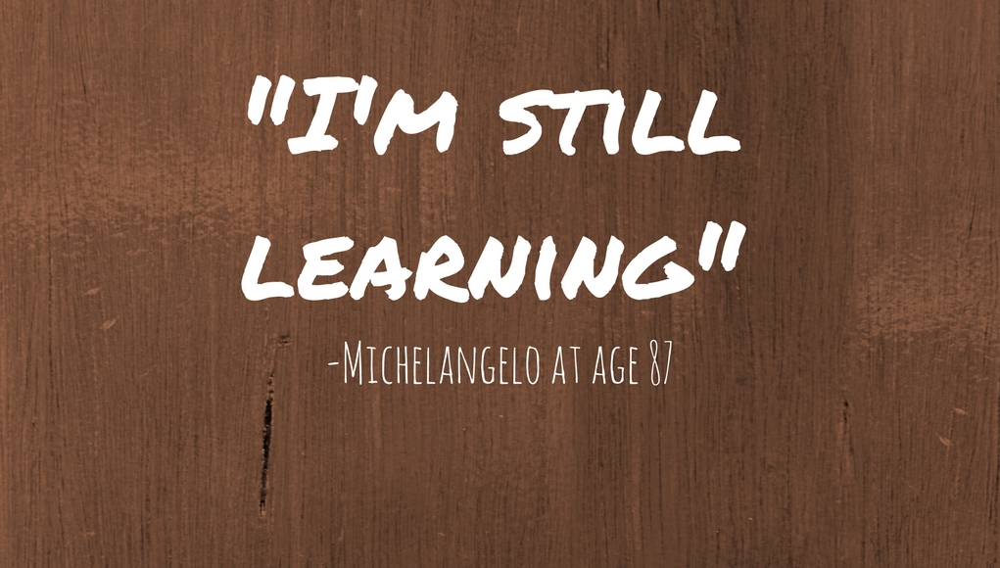 "I'M STILL
LEARNING"
-MICHELANGELO AT AGE 87